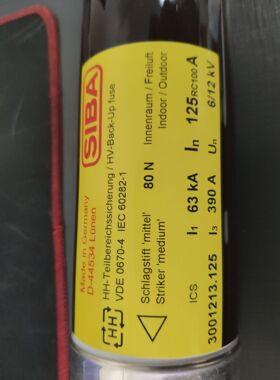 SIBA
Made in Germany
D-44534 Lünen
HH-Teilbereichssicherung / HV-Back-Up fuse
VDE 0670-4 IEC 60282-1
HH
Schlagstift 'mittel'
Striker 'medium'
80 N
Innenraum / Freiluft
Indoor / Outdoor
ICS
I1 63 kA In 125RC100 A
3001213.125 I3 390 A Un 6/12 kV